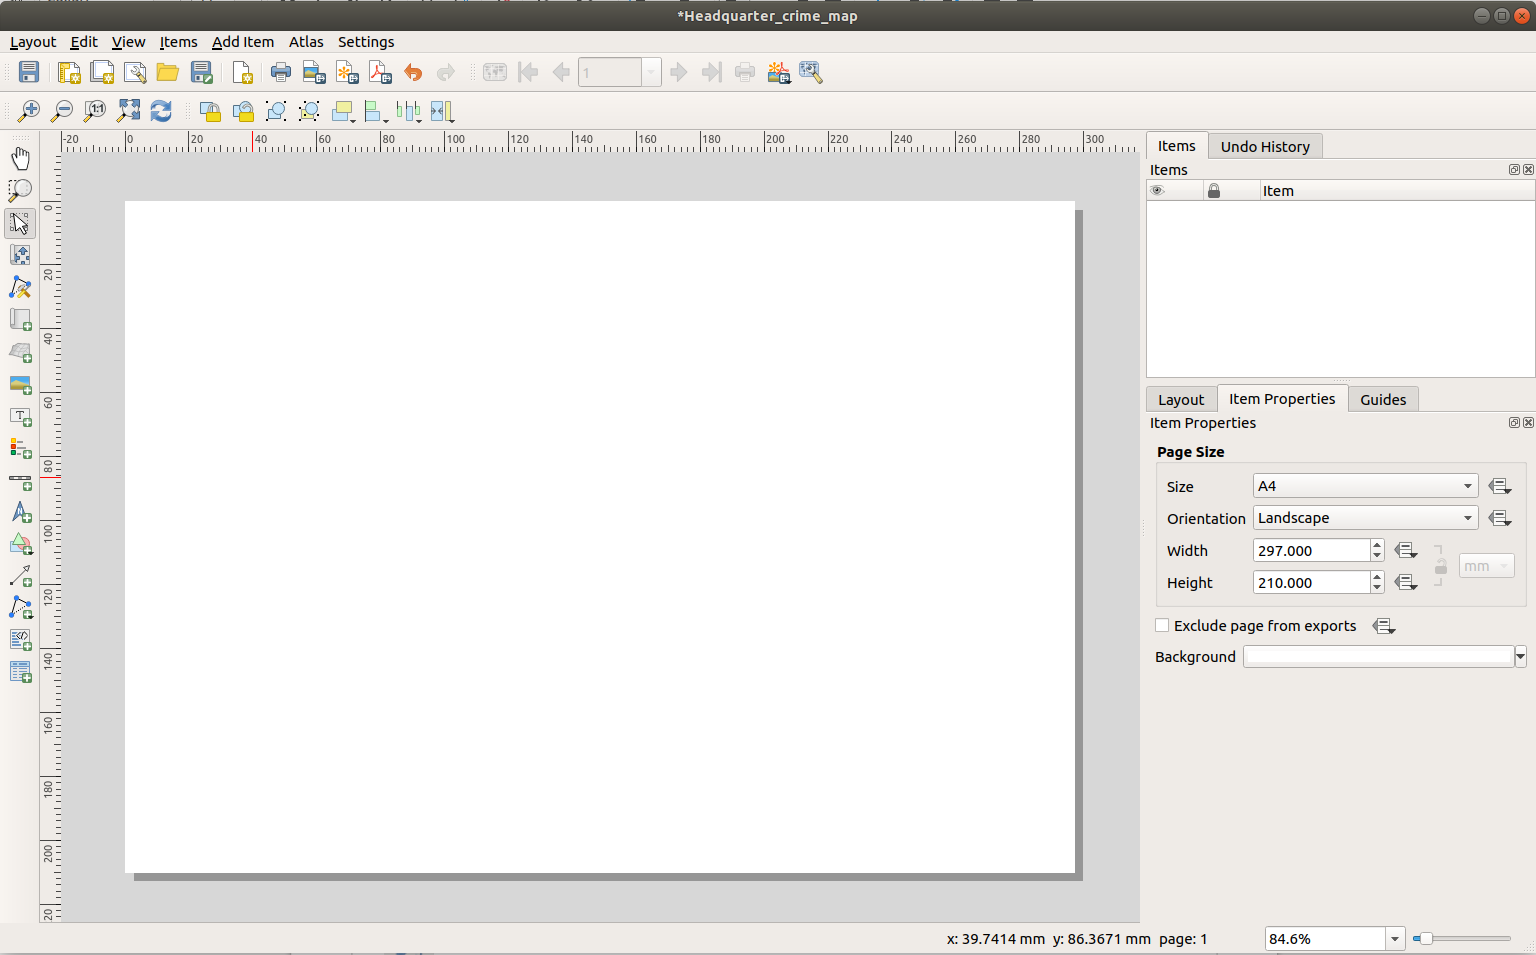 *Headquarter_crime_map
Layout Edit View Items Add Item Atlas Settings
1
1:1
-20 0 20 40 60 80 100 120 140 160 180 200 220 240 260 280 300
0
20
40
60
80
100
120
140
160
180
200
20
T
Items Undo History
Items
Item
Layout Item Properties Guides
Item Properties
Page Size
Size A4
Orientation Landscape
Width 297.000
mm
Height 210.000
Exclude page from exports
Background
x: 39.7414 mm y: 86.3671 mm page: 1 84.6%